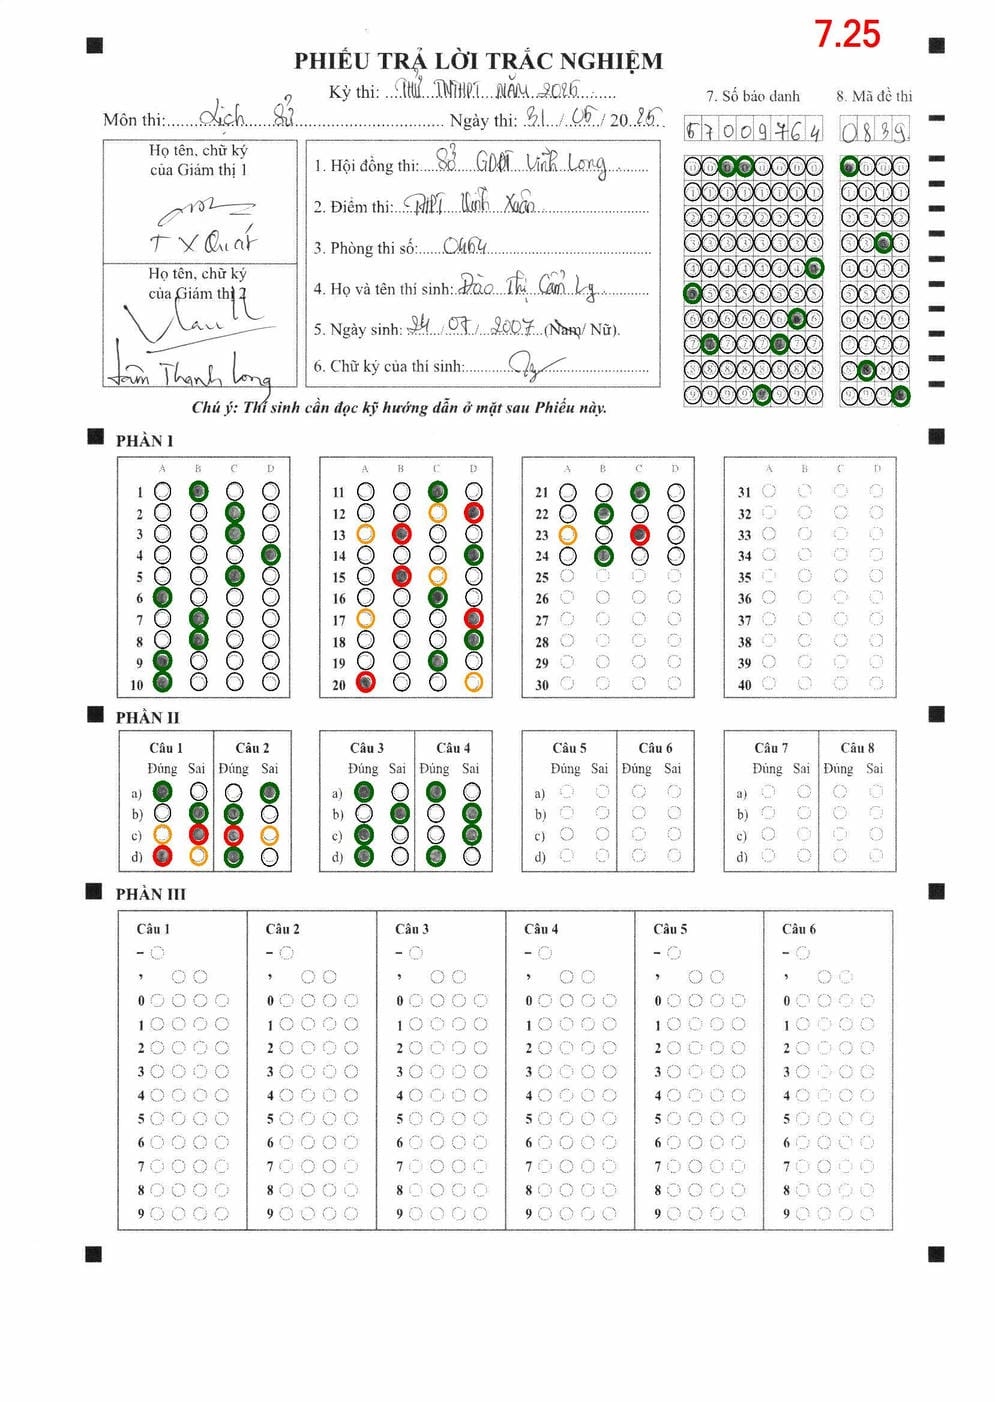 7.25
PHIẾU TRẢ LỜI TRẮC NGHIỆM
Kỳ thi: THỬ TNTHPT NĂM 2025
Môn thi: Lịch Sử Ngày thi: 31 / 05 / 20 25
7. Số báo danh 8. Mã đề thi
57009764 0839
Họ tên, chữ ký
của Giám thị 1
T X Quát
Họ tên, chữ ký
của Giám thị 2
Lâm Thanh Long
1. Hội đồng thi: Sở GDĐT Vĩnh Long
2. Điểm thi: THPT Vĩnh Xuân
3. Phòng thi số: 0464
4. Họ và tên thí sinh: Đào Thị Cẩm Ly
5. Ngày sinh: 24 / 07 / 2007 (Nam/ Nữ).
6. Chữ ký của thí sinh:
Chú ý: Thí sinh cần đọc kỹ hướng dẫn ở mặt sau Phiếu này.
PHẦN I
A B C D A B C D A B C D A B C D
1 11 21 31
2 12 22 32
3 13 23 33
4 14 24 34
5 15 25 35
6 16 26 36
7 17 27 37
8 18 28 38
9 19 29 39
10 20 30 40
PHẦN II
Câu 1 Câu 2 Câu 3 Câu 4 Câu 5 Câu 6 Câu 7 Câu 8
Đúng Sai Đúng Sai Đúng Sai Đúng Sai Đúng Sai Đúng Sai Đúng Sai Đúng Sai
a) a) a) a)
b) b) b) b)
c) c) c) c)
d) d) d) d)
PHẦN III
Câu 1 Câu 2 Câu 3 Câu 4 Câu 5 Câu 6
- - - - - -
, , , , , ,
0 0 0 0 0 0
1 1 1 1 1 1
2 2 2 2 2 2
3 3 3 3 3 3
4 4 4 4 4 4
5 5 5 5 5 5
6 6 6 6 6 6
7 7 7 7 7 7
8 8 8 8 8 8
9 9 9 9 9 9